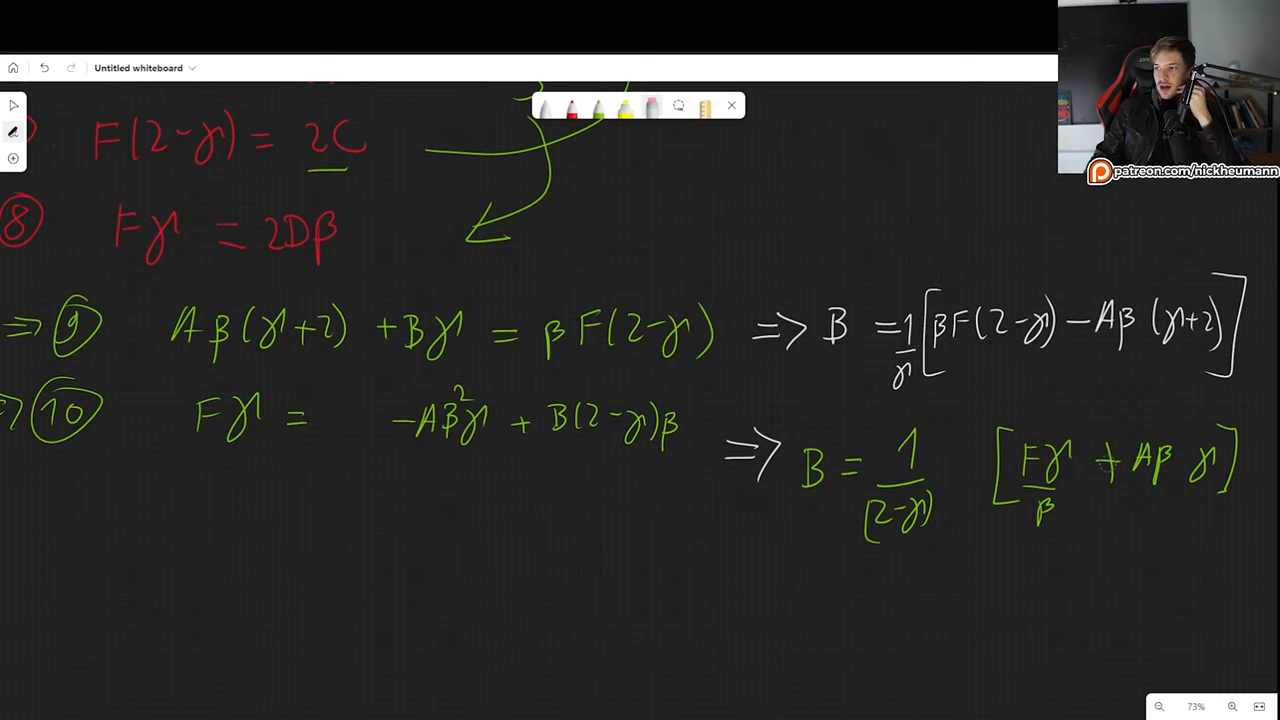 Untitled whiteboard
F(2-γ) = 2C
8 Fγ = 2Dβ
patreon.com/nickheumann
=> 9 Aβ(γ+2) + Bγ = βF(2-γ) => B = 1/γ [βF(2-γ) - Aβ (γ+2)]
=> 10 Fγ = -Aβ²γ + B(2-γ)β
=> B = 1/(2-γ) [Fγ/β + Aβ γ]
73%